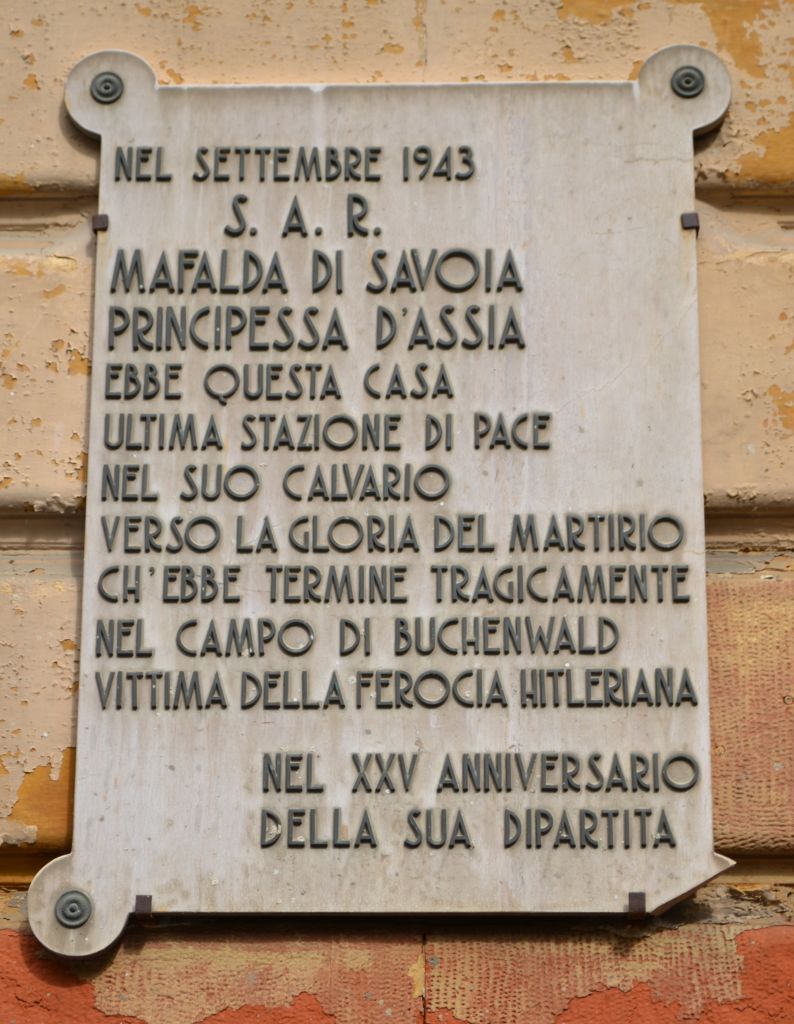 NEL SETTEMBRE 1943
S. A. R.
MAFALDA DI SAVOIA
PRINCIPESSA D'ASSIA
EBBE QUESTA CASA
ULTIMA STAZIONE DI PACE
NEL SUO CALVARIO
VERSO LA GLORIA DEL MARTIRIO
CH'EBBE TERMINE TRAGICAMENTE
NEL CAMPO DI BUCHENWALD
VITTIMA DELLA FEROCIA HITLERIANA
NEL XXV ANNIVERSARIO
DELLA SUA DIPARTITA